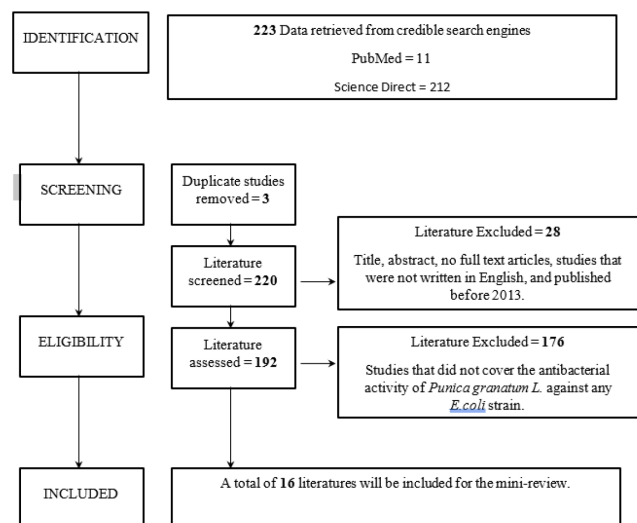 IDENTIFICATION
223 Data retrieved from credible search engines
PubMed = 11
Science Direct = 212
SCREENING
Duplicate studies
removed = 3
Literature
screened = 220
Literature Excluded = 28
Title, abstract, no full text articles, studies that
were not written in English, and published
before 2013.
ELIGIBILITY
Literature
assessed = 192
Literature Excluded = 176
Studies that did not cover the antibacterial
activity of Punica granatum L. against any
E.coli strain.
INCLUDED
A total of 16 literatures will be included for the mini-review.